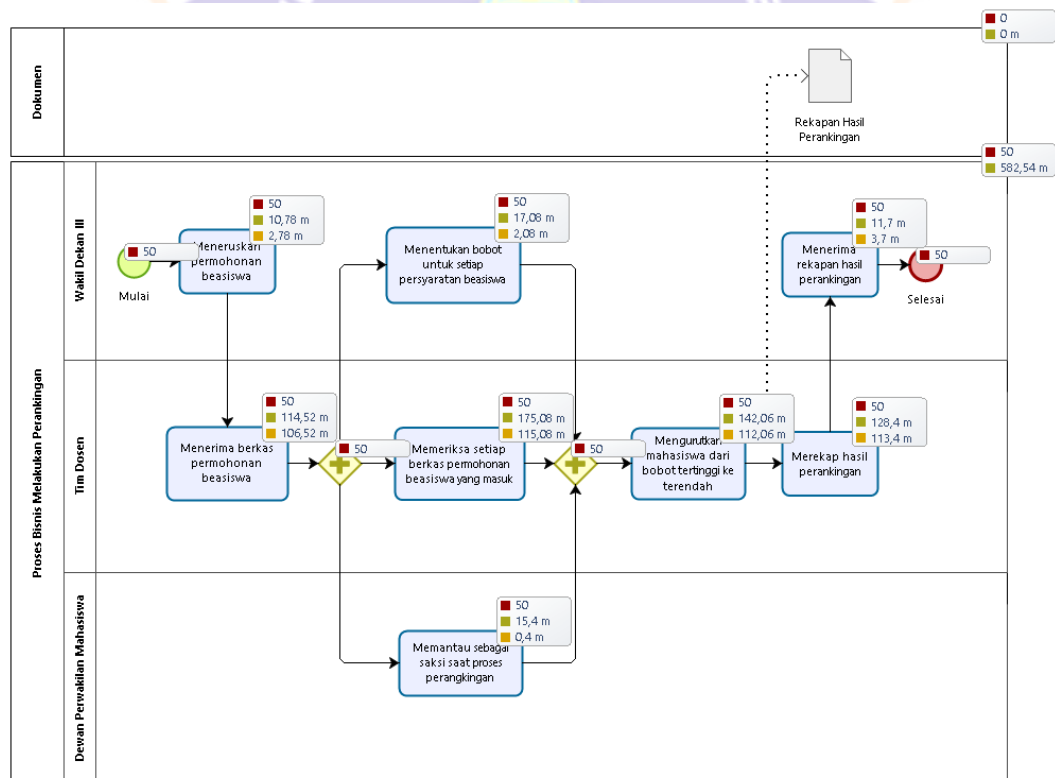 0
0 m
Dokumen
Rekapan Hasil
Perankingan
50
582,54 m
Proses Bisnis Melakukan Perankingan
Wakil Dekan III
50
Mulai
50
10,78 m
2,78 m
Meneruskan
permohonan
beasiswa
50
17,08 m
2,08 m
Menentukan bobot
untuk setiap
persyaratan beasiswa
50
11,7 m
3,7 m
Menerima
rekapan hasil
perankingan
50
Selesai
Tim Dosen
50
114,52 m
106,52 m
Menerima berkas
permohonan
beasiswa
50
50
175,08 m
115,08 m
Memeriksa setiap
berkas permohonan
beasiswa yang masuk
50
50
142,06 m
112,06 m
Mengurutkan
mahasiswa dari
bobot tertinggi ke
terendah
50
128,4 m
113,4 m
Merekap hasil
perankingan
Dewan Perwakilan Mahasiswa
50
15,4 m
0,4 m
Memantau sebagai
saksi saat proses
perangkingan